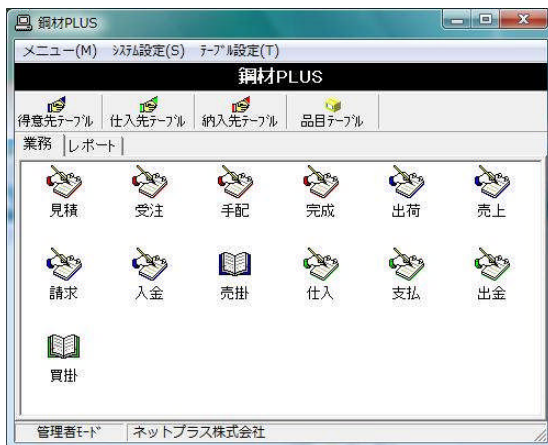 鋼材PLUS
メニュー(M) ｼｽﾃﾑ設定(S) ﾃｰﾌﾞﾙ設定(T)
鋼材PLUS
得意先ﾃｰﾌﾞﾙ 仕入先ﾃｰﾌﾞﾙ 納入先ﾃｰﾌﾞﾙ 品目ﾃｰﾌﾞﾙ
業務 レポート
見積 受注 手配 完成 出荷 売上
請求 入金 売掛 仕入 支払 出金
買掛
管理者ﾓｰﾄﾞ ネットプラス株式会社